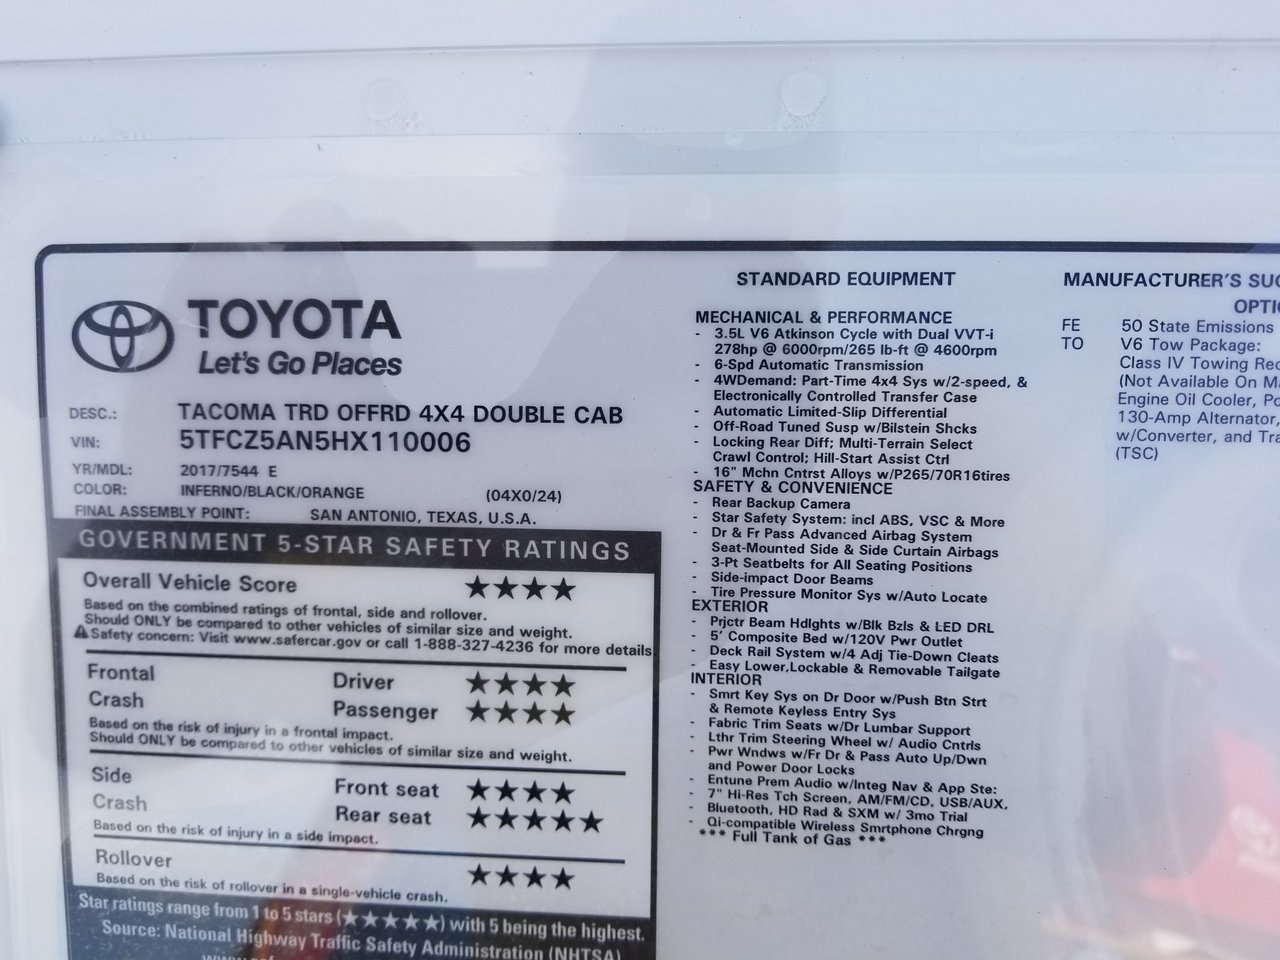 TOYOTA
Let's Go Places
DESC.: TACOMA TRD OFFRD 4X4 DOUBLE CAB
VIN: 5TFCZ5AN5HX110006
YR/MDL: 2017/7544 E
COLOR: INFERNO/BLACK/ORANGE (04X0/24)
FINAL ASSEMBLY POINT: SAN ANTONIO, TEXAS, U.S.A.
GOVERNMENT 5-STAR SAFETY RATINGS
Overall Vehicle Score ★★★★
Based on the combined ratings of frontal, side and rollover.
Should ONLY be compared to other vehicles of similar size and weight.
⚠Safety concern: Visit www.safercar.gov or call 1-888-327-4236 for more details
Frontal Driver ★★★★
Crash Passenger ★★★★
Based on the risk of injury in a frontal impact.
Should ONLY be compared to other vehicles of similar size and weight.
Side Front seat ★★★★
Crash Rear seat ★★★★★
Based on the risk of injury in a side impact.
Rollover ★★★★
Based on the risk of rollover in a single-vehicle crash.
Star ratings range from 1 to 5 stars (★★★★★) with 5 being the highest.
Source: National Highway Traffic Safety Administration (NHTSA)
STANDARD EQUIPMENT
MECHANICAL & PERFORMANCE
- 3.5L V6 Atkinson Cycle with Dual VVT-i
278hp @ 6000rpm/265 lb-ft @ 4600rpm
- 6-Spd Automatic Transmission
- 4WDemand: Part-Time 4x4 Sys w/2-speed, &
Electronically Controlled Transfer Case
- Automatic Limited-Slip Differential
- Off-Road Tuned Susp w/Bilstein Shcks
- Locking Rear Diff; Multi-Terrain Select
Crawl Control; Hill-Start Assist Ctrl
- 16" Mchn Cntrst Alloys w/P265/70R16tires
SAFETY & CONVENIENCE
- Rear Backup Camera
- Star Safety System: incl ABS, VSC & More
- Dr & Fr Pass Advanced Airbag System
Seat-Mounted Side & Side Curtain Airbags
- 3-Pt Seatbelts for All Seating Positions
- Side-impact Door Beams
- Tire Pressure Monitor Sys w/Auto Locate
EXTERIOR
- Prjctr Beam Hdlghts w/Blk Bzls & LED DRL
- 5' Composite Bed w/120V Pwr Outlet
- Deck Rail System w/4 Adj Tie-Down Cleats
- Easy Lower,Lockable & Removable Tailgate
INTERIOR
- Smrt Key Sys on Dr Door w/Push Btn Strt
& Remote Keyless Entry Sys
- Fabric Trim Seats w/Dr Lumbar Support
- Lthr Trim Steering Wheel w/ Audio Cntrls
- Pwr Wndws w/Fr Dr & Pass Auto Up/Dwn
and Power Door Locks
- Entune Prem Audio w/Integ Nav & App Ste:
- 7" Hi-Res Tch Screen, AM/FM/CD, USB/AUX,
- Bluetooth, HD Rad & SXM w/ 3mo Trial
- Qi-compatible Wireless Smrtphone Chrgng
*** Full Tank of Gas ***
MANUFACTURER'S SUG
OPTIO
FE 50 State Emissions
TO V6 Tow Package:
Class IV Towing Rec
(Not Available On Ma
Engine Oil Cooler, Po
130-Amp Alternator,
w/Converter, and Tra
(TSC)